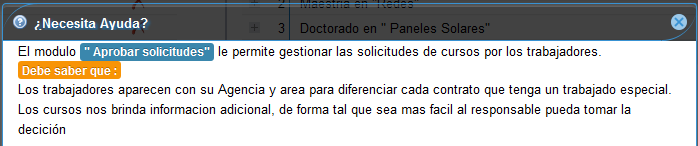 Maestria en "Redes"
¿Necesita Ayuda?
3 Doctorado en " Paneles Solares"
El modulo " Aprobar solicitudes" le permite gestionar las solicitudes de cursos por los trabajadores.
Debe saber que :
Los trabajadores aparecen con su Agencia y area para diferenciar cada contrato que tenga un trabajado especial.
Los cursos nos brinda informacion adicional, de forma tal que sea mas facil al responsable pueda tomar la
decición